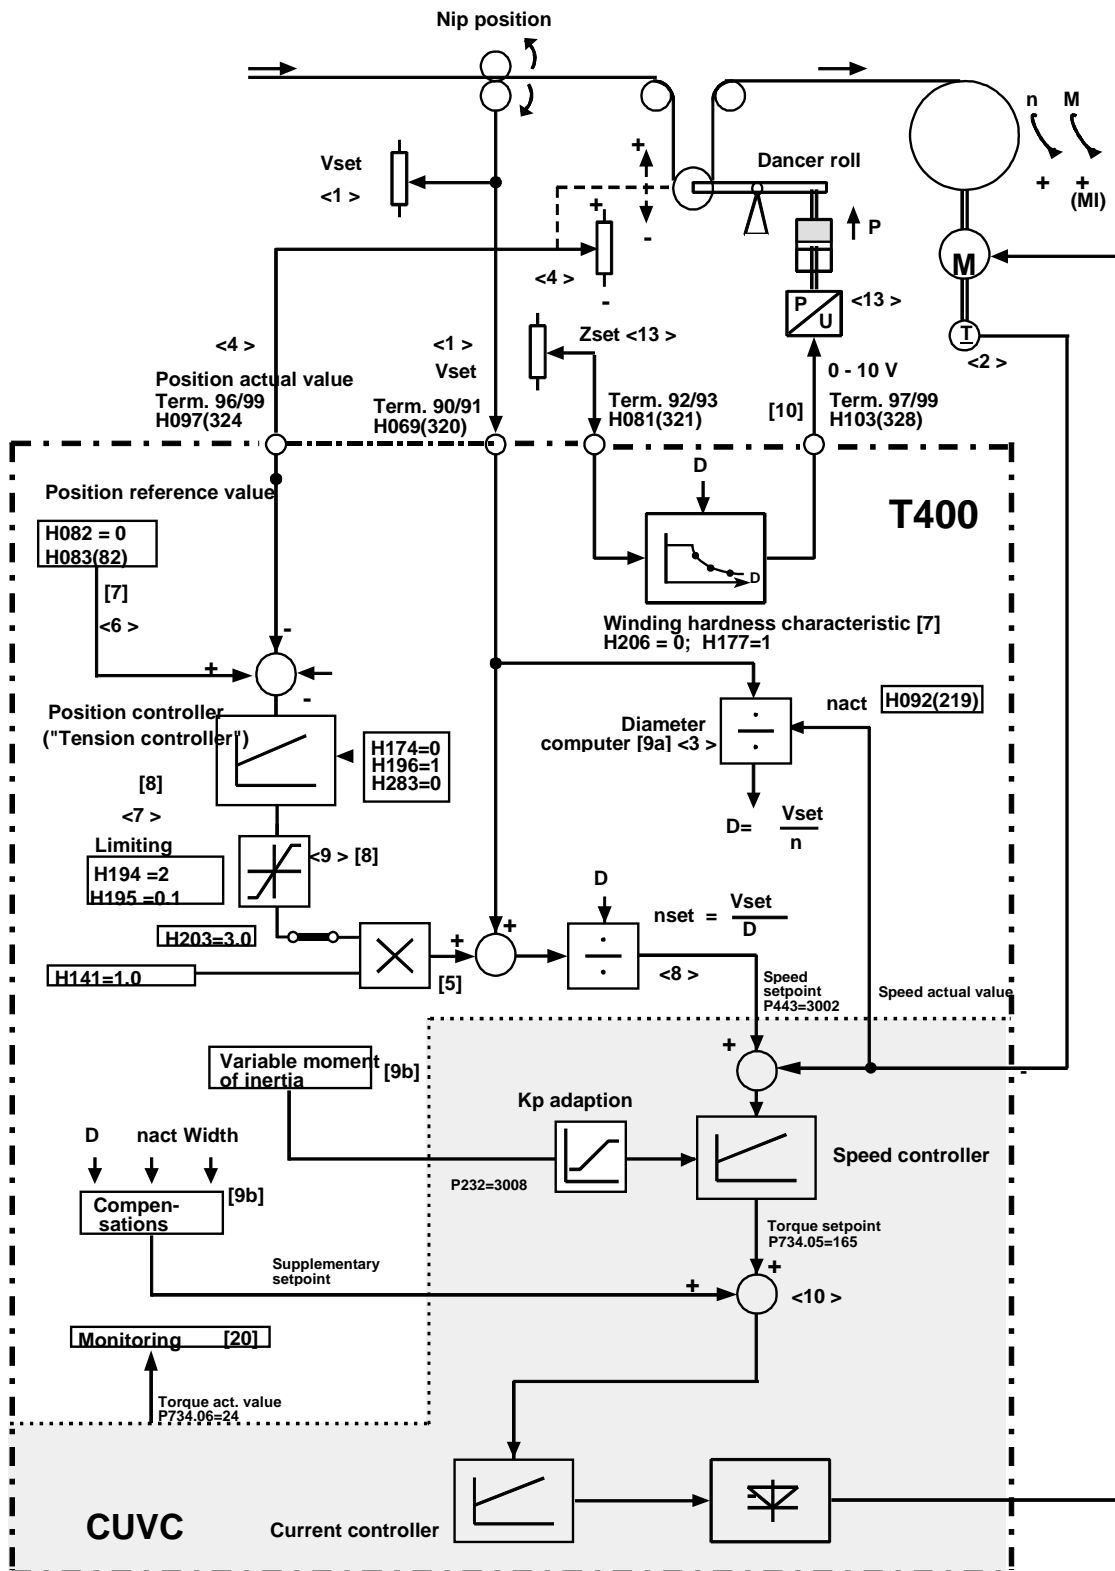 Nip position
n M
Vset
<1 >
+
Dancer roll
+ +
(MI)
+
-
P
M
<4 >
-
P
U
<13 >
Zset <13 >
T
<2 >
<4 >
<1 >
Vset
0 - 10 V
Position actual value
Term. 96/99
H097(324
Term. 90/91
H069(320)
Term. 92/93
H081(321)
[10]
Term. 97/99
H103(328)
D
T400
Position reference value
H082 = 0
H083(82)
D
[7]
<6 >
Winding hardness characteristic [7]
H206 = 0; H177=1
-
+
-
nact
H092(219)
Position controller
("Tension controller")
Diameter
computer [9a] <3 >
H174=0
H196=1
H283=0
[8]
<7 >
D= Vset
n
Limiting
H194 =2
H195 =0.1
<9 > [8]
D
nset = Vset
D
H203=3.0
+
+
H141=1.0
[5]
<8 >
Speed
setpoint
P443=3002
Speed actual value
+
-
Variable moment
of inertia
[9b]
Kp adaption
D nact Width
Speed controller
P232=3008
[9b]
Compen-
sations
Torque setpoint
P734.05=165
Supplementary
setpoint
+
+
<10 >
Monitoring [20]
Torque act. value
P734.06=24
CUVC
Current controller